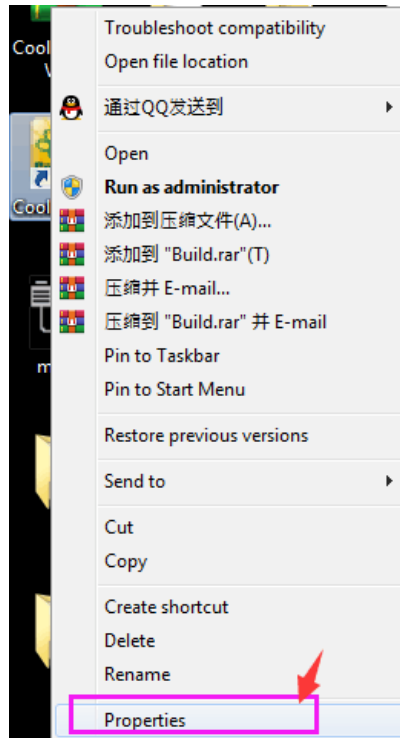 Troubleshoot compatibility
Cool
Open file location
通过QQ发送到
Open
Run as administrator
Cool
添加到压缩文件(A)...
添加到 "Build.rar"(T)
压缩并 E-mail...
压缩到 "Build.rar" 并 E-mail
Pin to Taskbar
m
Pin to Start Menu
Restore previous versions
Send to
Cut
Copy
Create shortcut
Delete
Rename
Properties